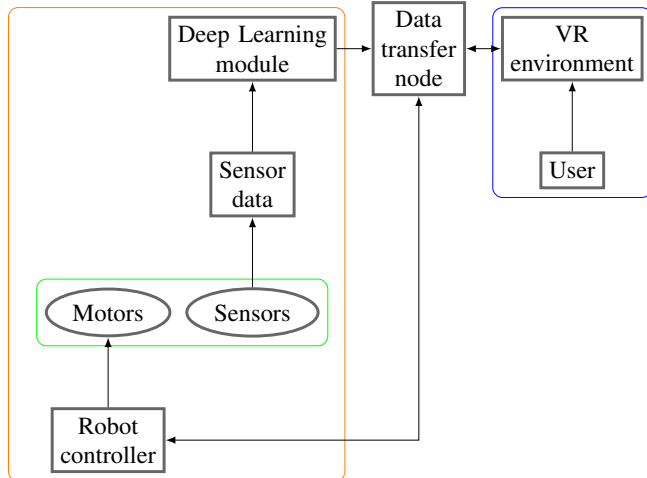 Deep Learning
module
Data
transfer
node
VR
environment
Sensor
data
User
Motors
Sensors
Robot
controller